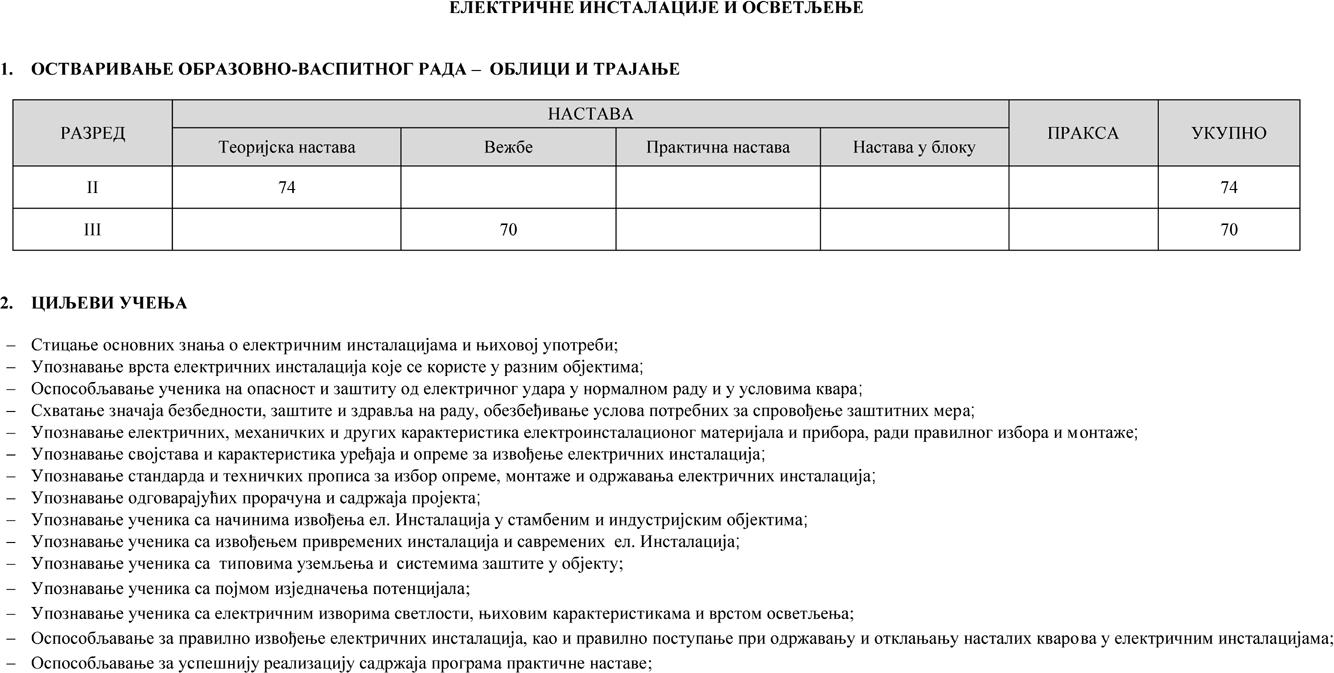 ЕЛЕКТРИЧНЕ ИНСТАЛАЦИЈЕ И ОСВЕТЉЕЊЕ
1. ОСТВАРИВАЊЕ ОБРАЗОВНО-ВАСПИТНОГ РАДА – ОБЛИЦИ И ТРАЈАЊЕ
РАЗРЕД НАСТАВА ПРАКСА УКУПНО
Теоријска настава Вежбе Практична настава Настава у блоку
II 74 74
III 70 70
2. ЦИЉЕВИ УЧЕЊА
– Стицање основних знања о електричним инсталацијама и њиховој употреби;
– Упознавање врста електричних инсталација које се користе у разним објектима;
– Оспособљавање ученика на опасност и заштиту од електричног удара у нормалном раду и у условима квара;
– Схватање значаја безбедности, заштите и здравља на раду, обезбеђивање услова потребних за спровођење заштитних мера;
– Упознавање електричних, механичких и других карактеристика електроинсталационог материјала и прибора, ради правилног избора и монтаже;
– Упознавање својстава и карактеристика уређаја и опреме за извођење електричних инсталација;
– Упознавање стандарда и техничких прописа за избор опреме, монтаже и одржавања електричних инсталација;
– Упознавање одговарајућих прорачуна и садржаја пројекта;
– Упознавање ученика са начинима извођења ел. Инсталација у стамбеним и индустријским објектима;
– Упознавање ученика са извођењем привремених инсталација и савремених ел. Инсталација;
– Упознавање ученика са типовима уземљења и системима заштите у објекту;
– Упознавање ученика са појмом изједначења потенцијала;
– Упознавање ученика са електричним изворима светлости, њиховим карактеристикама и врстом осветљења;
– Оспособљавање за правилно извођење електричних инсталација, као и правилно поступање при одржавању и отклањању насталих кварова у електричним инсталацијама;
– Оспособљавање за успешнију реализацију садржаја програма практичне наставе;